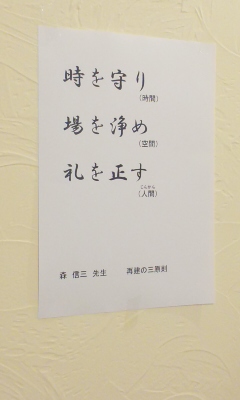 時を守り
(時間)
場を浄め
(空間)
礼を正す
にんげん
(人間)
森 信三 先生 再建の三原則